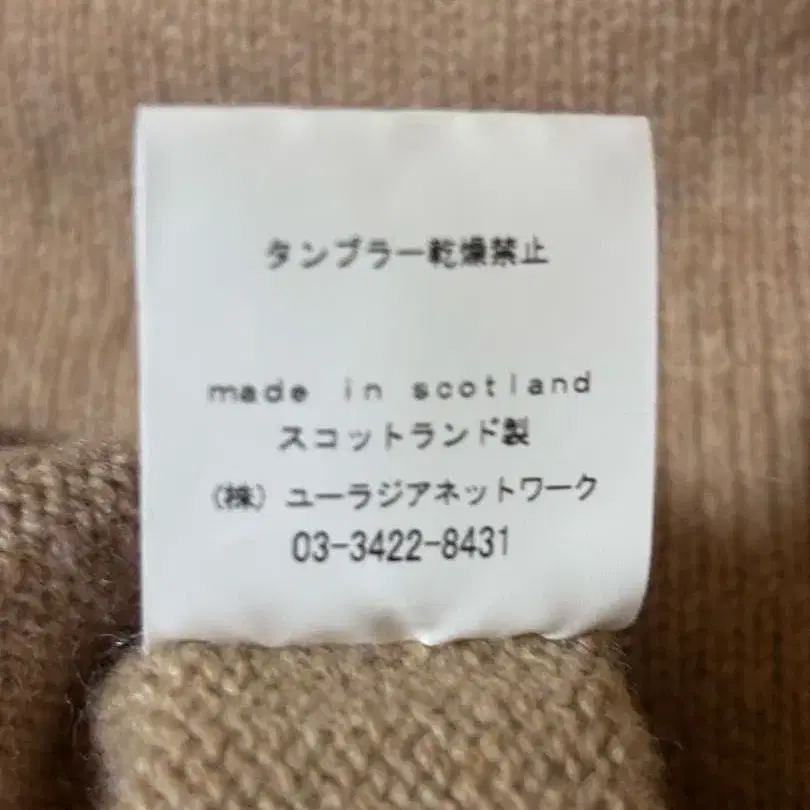 タンブラー乾燥禁止
made in scotland
スコットランド製
(株) ユーラジアネットワーク
03-3422-8431